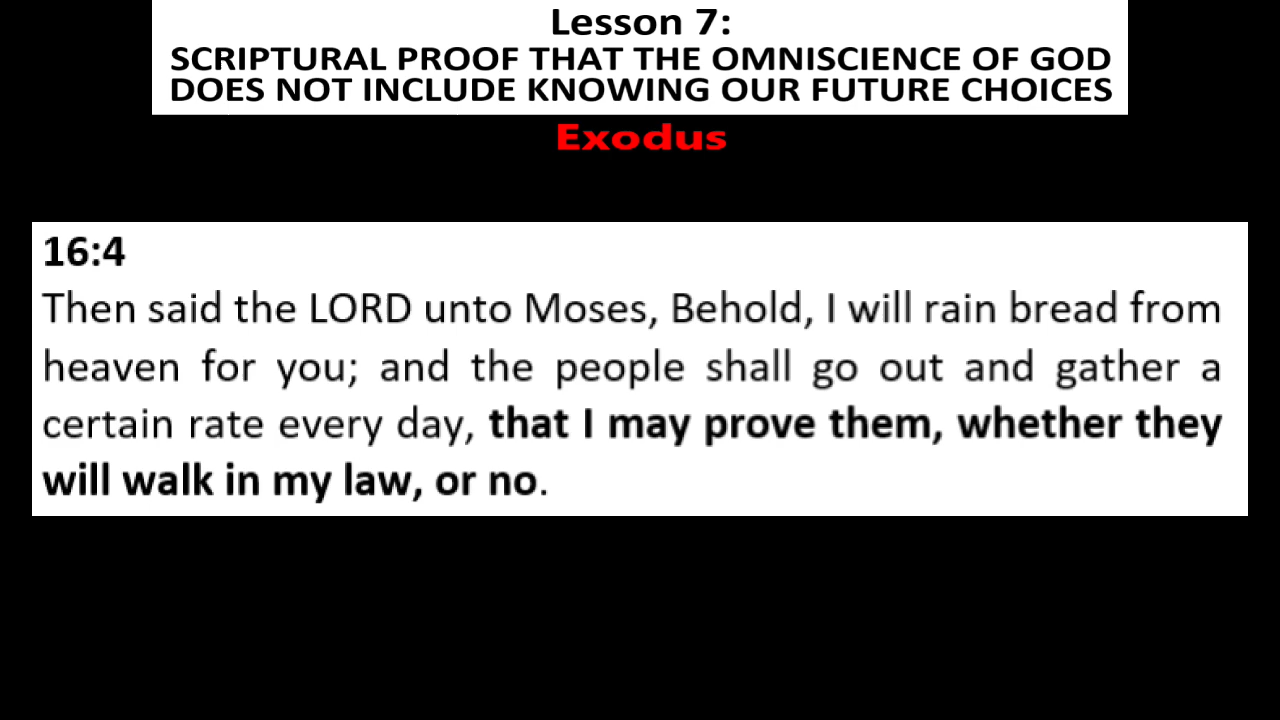 Lesson 7:
SCRIPTURAL PROOF THAT THE OMNISCIENCE OF GOD
DOES NOT INCLUDE KNOWING OUR FUTURE CHOICES
Exodus
16:4
Then said the LORD unto Moses, Behold, I will rain bread from
heaven for you; and the people shall go out and gather a
certain rate every day, that I may prove them, whether they
will walk in my law, or no.